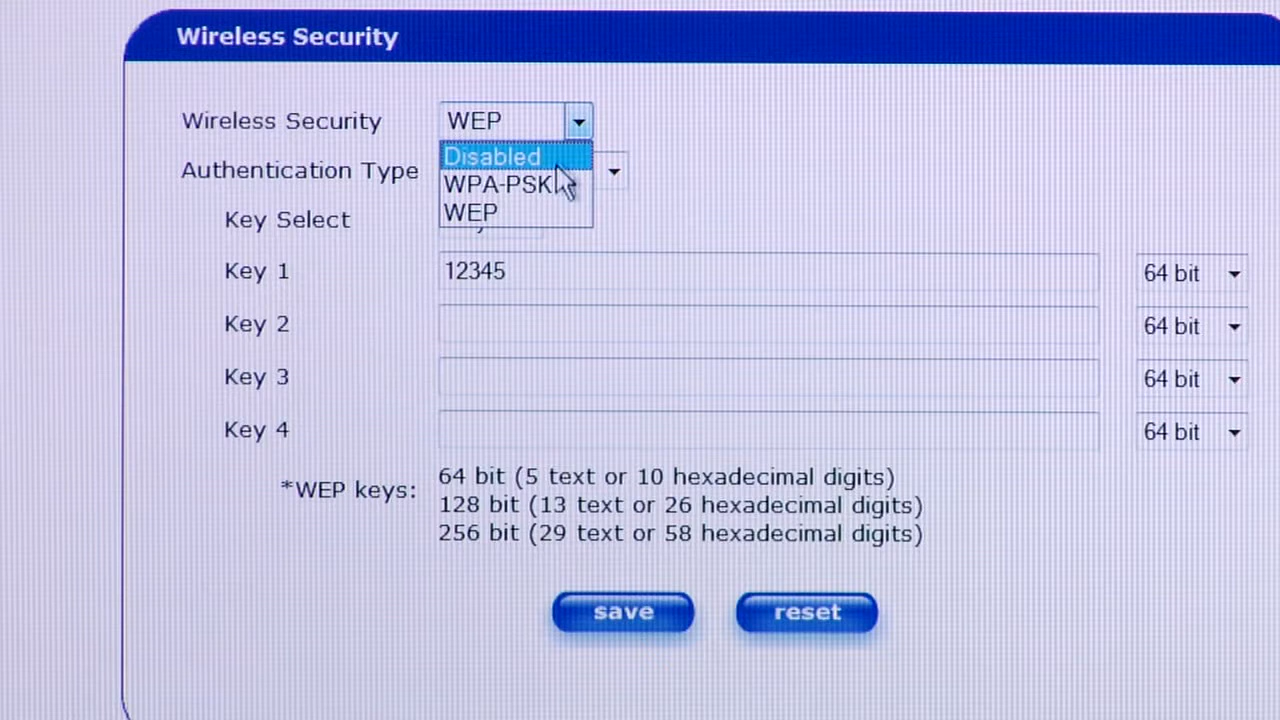 Wireless Security
Wireless Security WEP
Disabled
Authentication Type
WPA-PSK
WEP
Key Select
Key 1 12345 64 bit
Key 2 64 bit
Key 3 64 bit
Key 4 64 bit
*WEP keys:
64 bit (5 text or 10 hexadecimal digits)
128 bit (13 text or 26 hexadecimal digits)
256 bit (29 text or 58 hexadecimal digits)
save reset